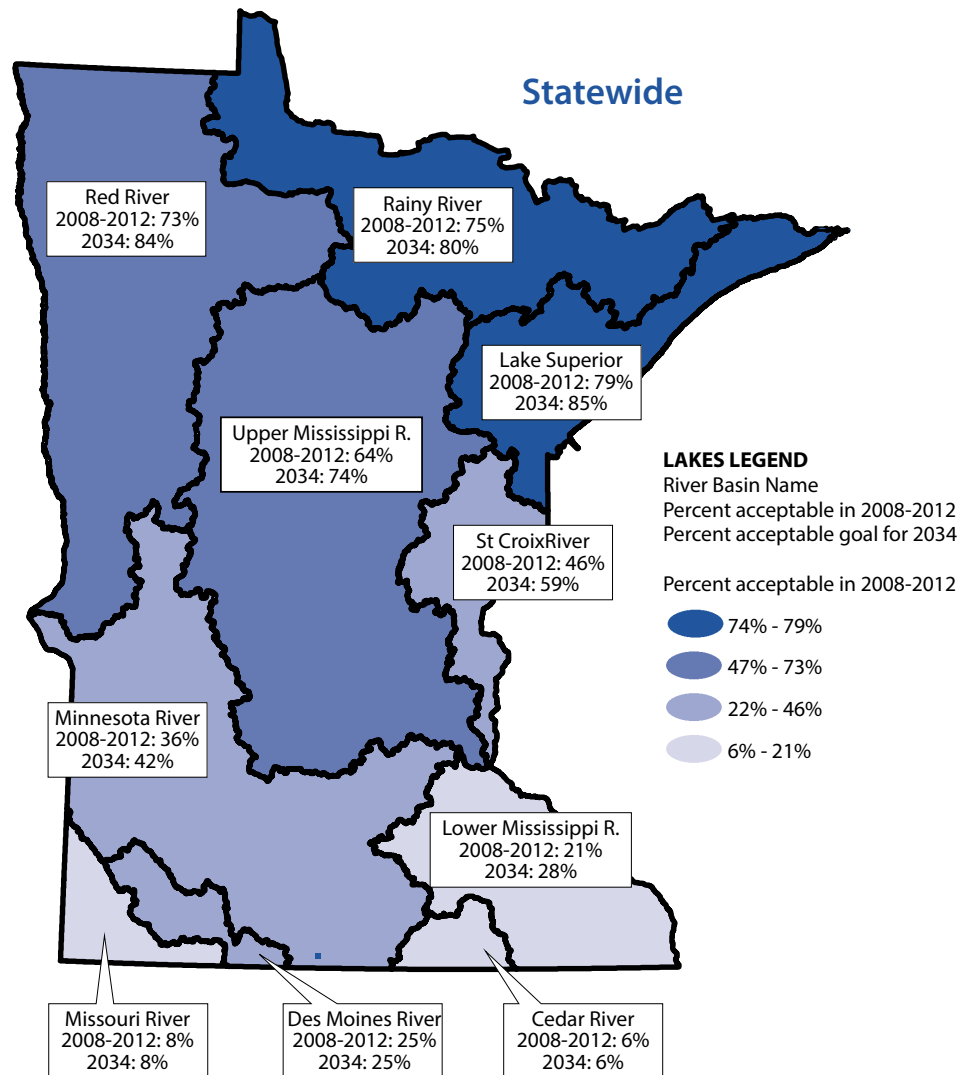 Statewide
Red River
2008-2012: 73%
2034: 84%
Rainy River
2008-2012: 75%
2034: 80%
Lake Superior
2008-2012: 79%
2034: 85%
Upper Mississippi R.
2008-2012: 64%
2034: 74%
St CroixRiver
2008-2012: 46%
2034: 59%
LAKES LEGEND
River Basin Name
Percent acceptable in 2008-2012
Percent acceptable goal for 2034
Percent acceptable in 2008-2012
74% - 79%
47% - 73%
22% - 46%
6% - 21%
Minnesota River
2008-2012: 36%
2034: 42%
Lower Mississippi R.
2008-2012: 21%
2034: 28%
Missouri River
2008-2012: 8%
2034: 8%
Des Moines River
2008-2012: 25%
2034: 25%
Cedar River
2008-2012: 6%
2034: 6%